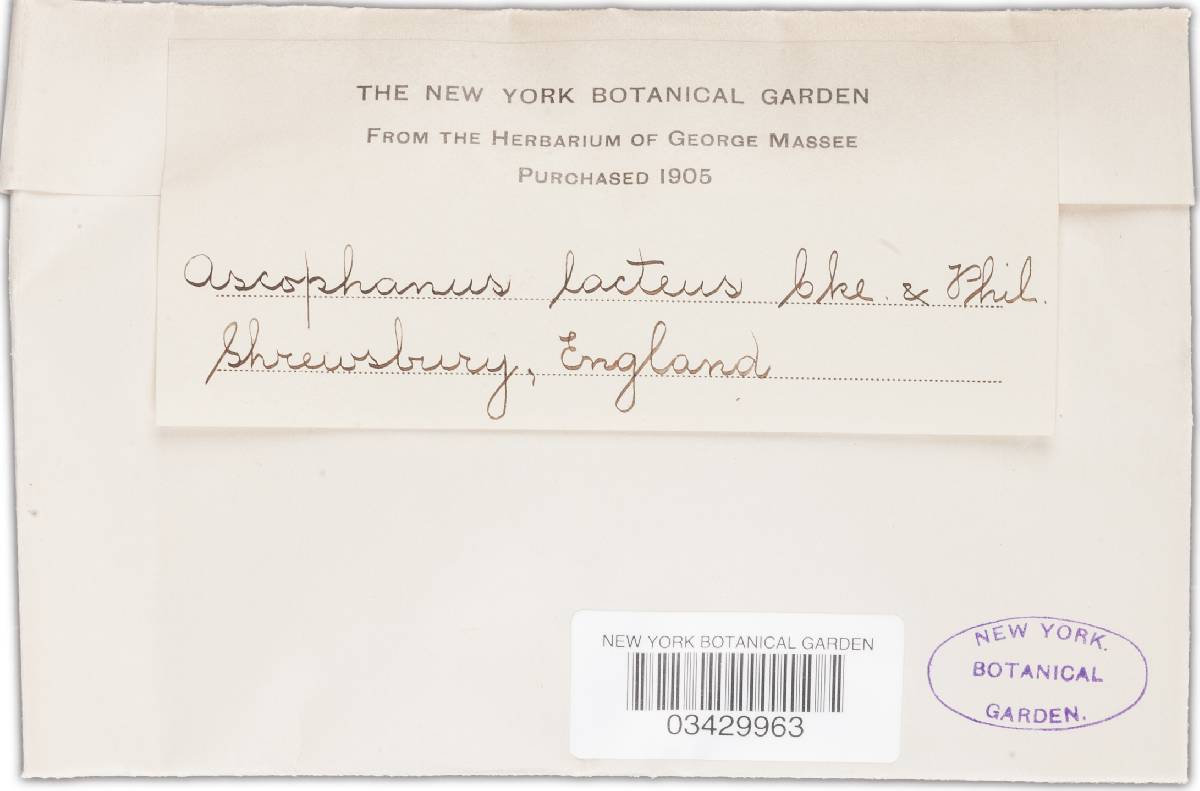 THE NEW YORK BOTANICAL GARDEN
FROM THE HERBARIUM OF GEORGE MASSEE
PURCHASED 1905
Ascophanus lacteus Cke. & Phil.
Shrewsbury, England
NEW YORK BOTANICAL GARDEN
03429963
NEW YORK.
BOTANICAL
GARDEN.